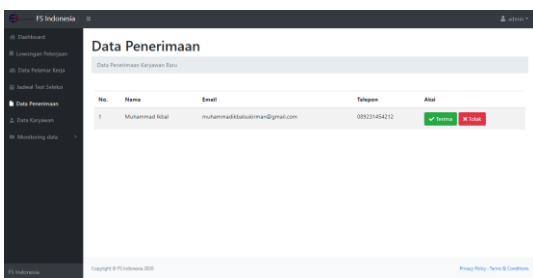 FS Indonesia
admin
Dashboard
Lowongan Pekerjaan
Data Pelamar Kerja
Jadwal Test Seleksi
Data Penerimaan
Data Karyawan
Monitoring data
Data Penerimaan
Data Penerimaan Karyawan Baru
No. Nama Email Telepon Aksi
1 Muhammad Ikbal muhammadikbalsukirman@gmail.com 089231454212 Terima Tolak
FS Indonesia
Copyright © FS Indonesia 2020
Privacy Policy · Terms & Conditions